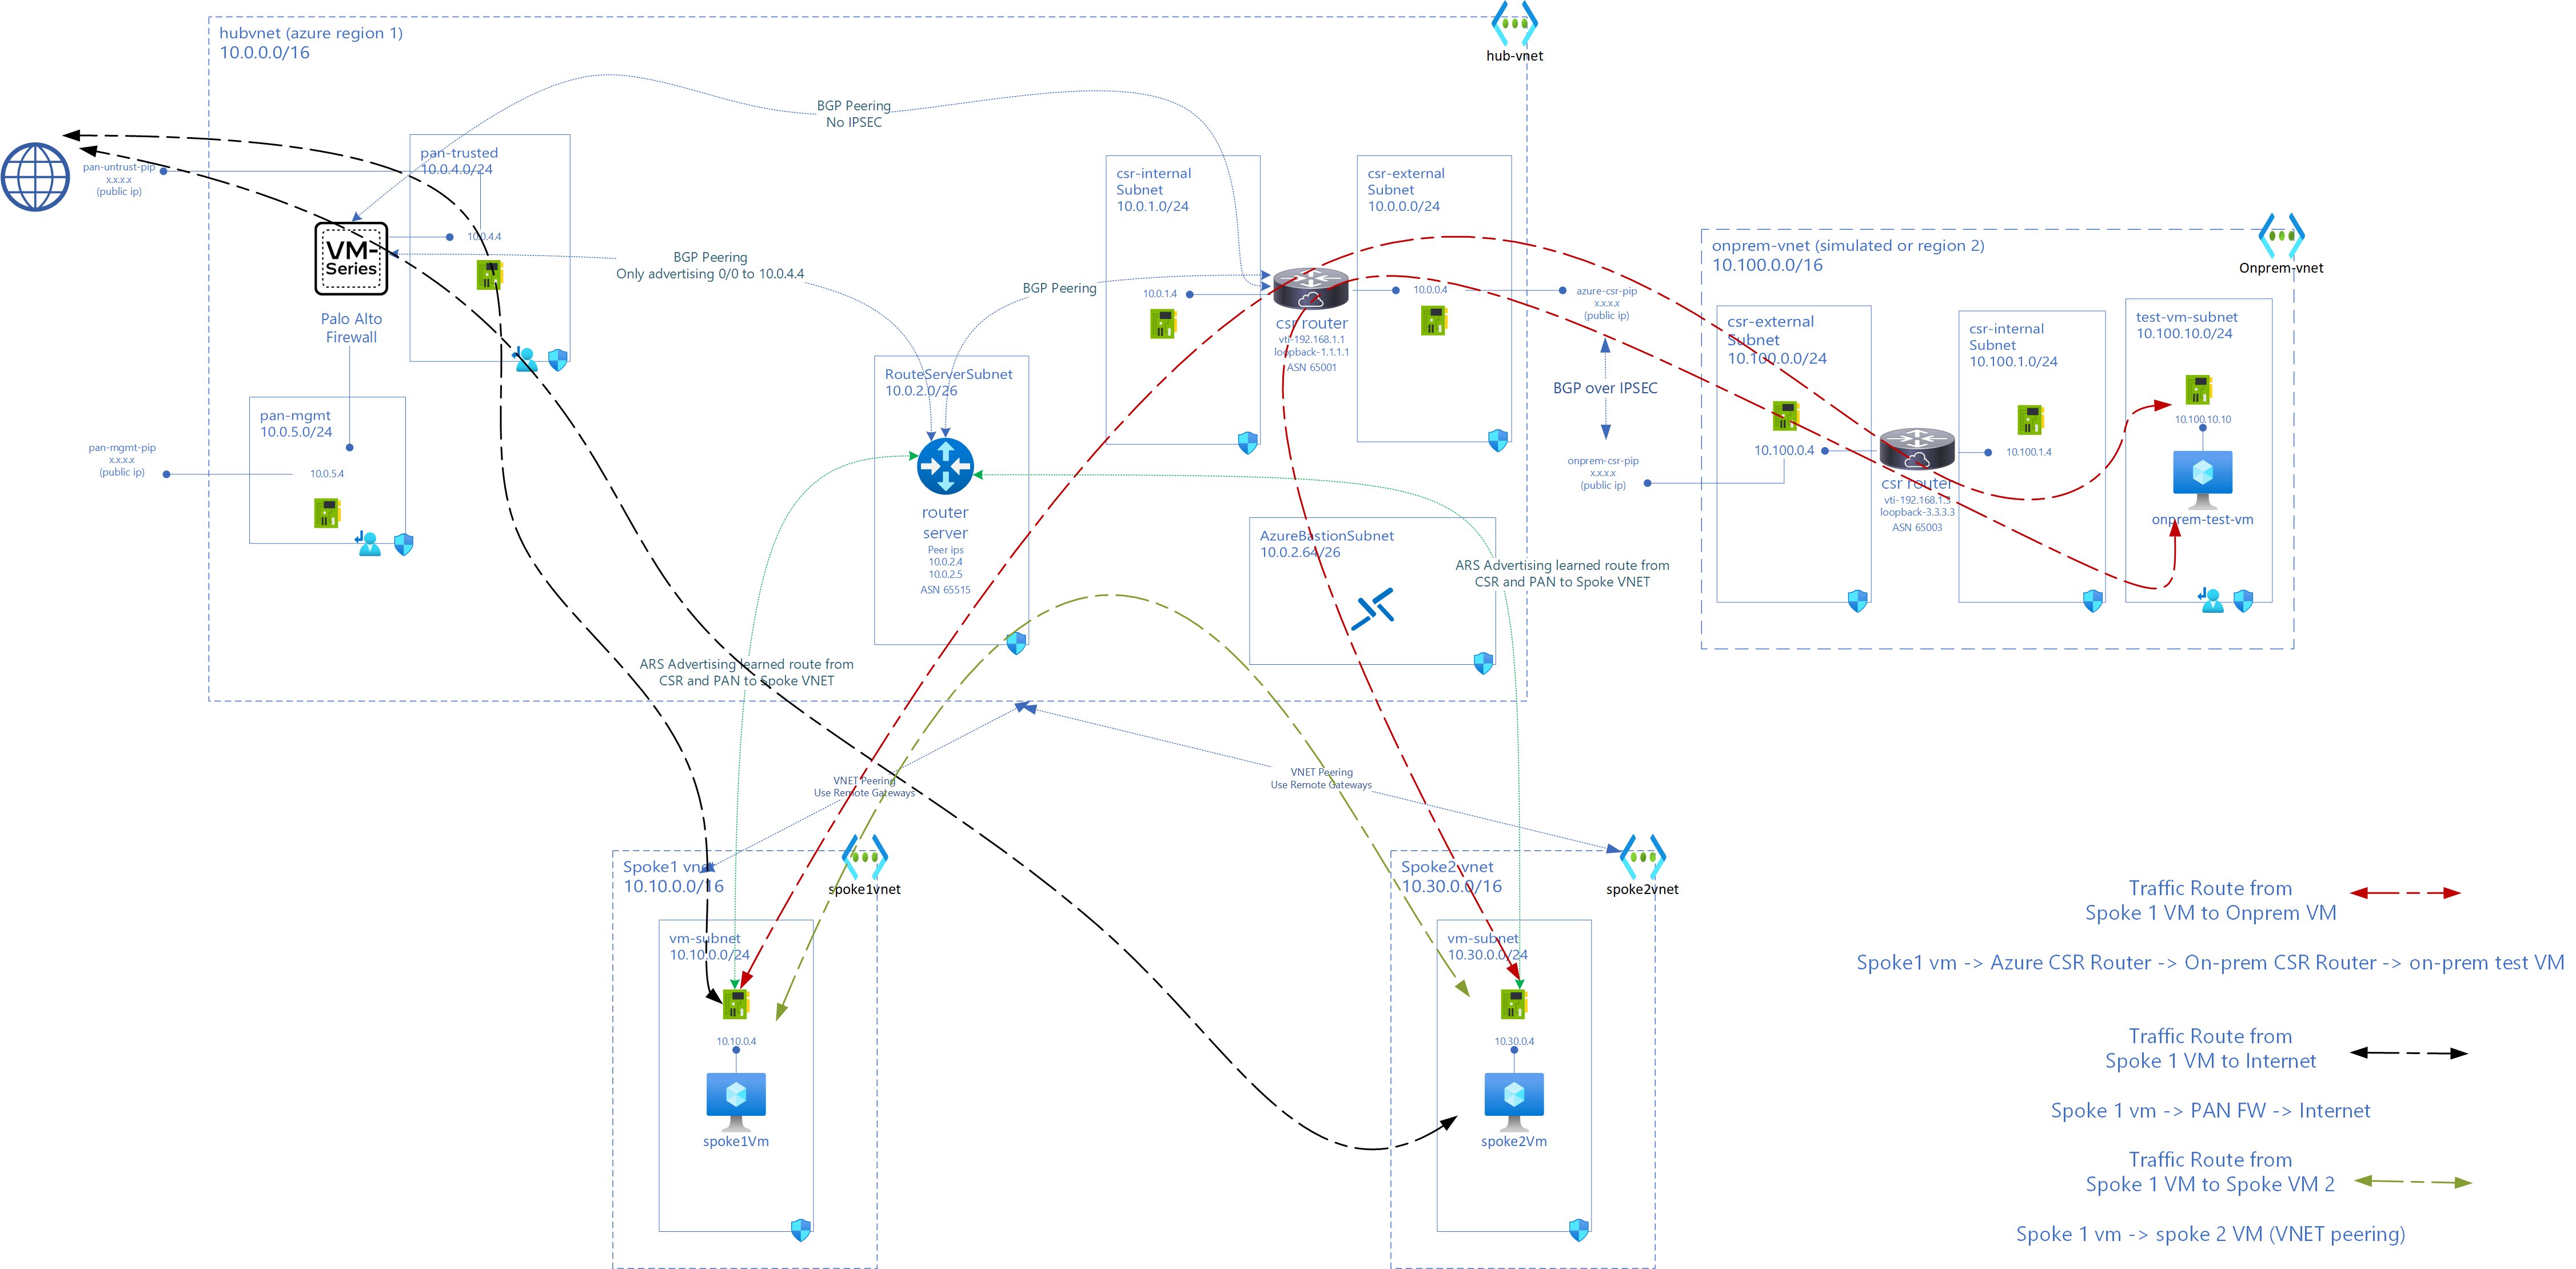 hubvnet (azure region 1)
10.0.0.0/16
hub-vnet
BGP Peering
No IPSEC
pan-untrust-pip
x.x.x.x
(public ip)
pan-trusted
10.0.4.0/24
10.0.4.4
VM-
Series
Palo Alto
Firewall
BGP Peering
Only advertising 0/0 to 10.0.4.4
BGP Peering
csr-internal
Subnet
10.0.1.0/24
10.0.1.4
csr-external
Subnet
10.0.0.0/24
10.0.0.4
csr router
vti-192.168.1.1
loopback-1.1.1.1
ASN 65001
azure-csr-pip
x.x.x.x
(public ip)
BGP over IPSEC
onprem-csr-pip
x.x.x.x
(public ip)
onprem-vnet (simulated or region 2)
10.100.0.0/16
Onprem-vnet
csr-external
Subnet
10.100.0.0/24
10.100.0.4
csr-internal
Subnet
10.100.1.0/24
10.100.1.4
csr router
vti-192.168.1.3
loopback-3.3.3.3
ASN 65003
test-vm-subnet
10.100.10.0/24
10.100.10.10
onprem-test-vm
pan-mgmt
10.0.5.0/24
10.0.5.4
pan-mgmt-pip
x.x.x.x
(public ip)
RouteServerSubnet
10.0.2.0/26
router
server
Peer ips
10.0.2.4
10.0.2.5
ASN 65515
AzureBastionSubnet
10.0.2.64/26
ARS Advertising learned route from
CSR and PAN to Spoke VNET
ARS Advertising learned route from
CSR and PAN to Spoke VNET
VNET Peering
Use Remote Gateways
VNET Peering
Use Remote Gateways
Spoke1 vnet
10.10.0.0/16
spoke1vnet
vm-subnet
10.10.0.0/24
10.10.0.4
spoke1Vm
Spoke2 vnet
10.30.0.0/16
spoke2vnet
vm-subnet
10.30.0.0/24
10.30.0.4
spoke2Vm
Traffic Route from
Spoke 1 VM to Onprem VM
Spoke1 vm -> Azure CSR Router -> On-prem CSR Router -> on-prem test VM
Traffic Route from
Spoke 1 VM to Internet
Spoke 1 vm -> PAN FW -> Internet
Traffic Route from
Spoke 1 VM to Spoke VM 2
Spoke 1 vm -> spoke 2 VM (VNET peering)